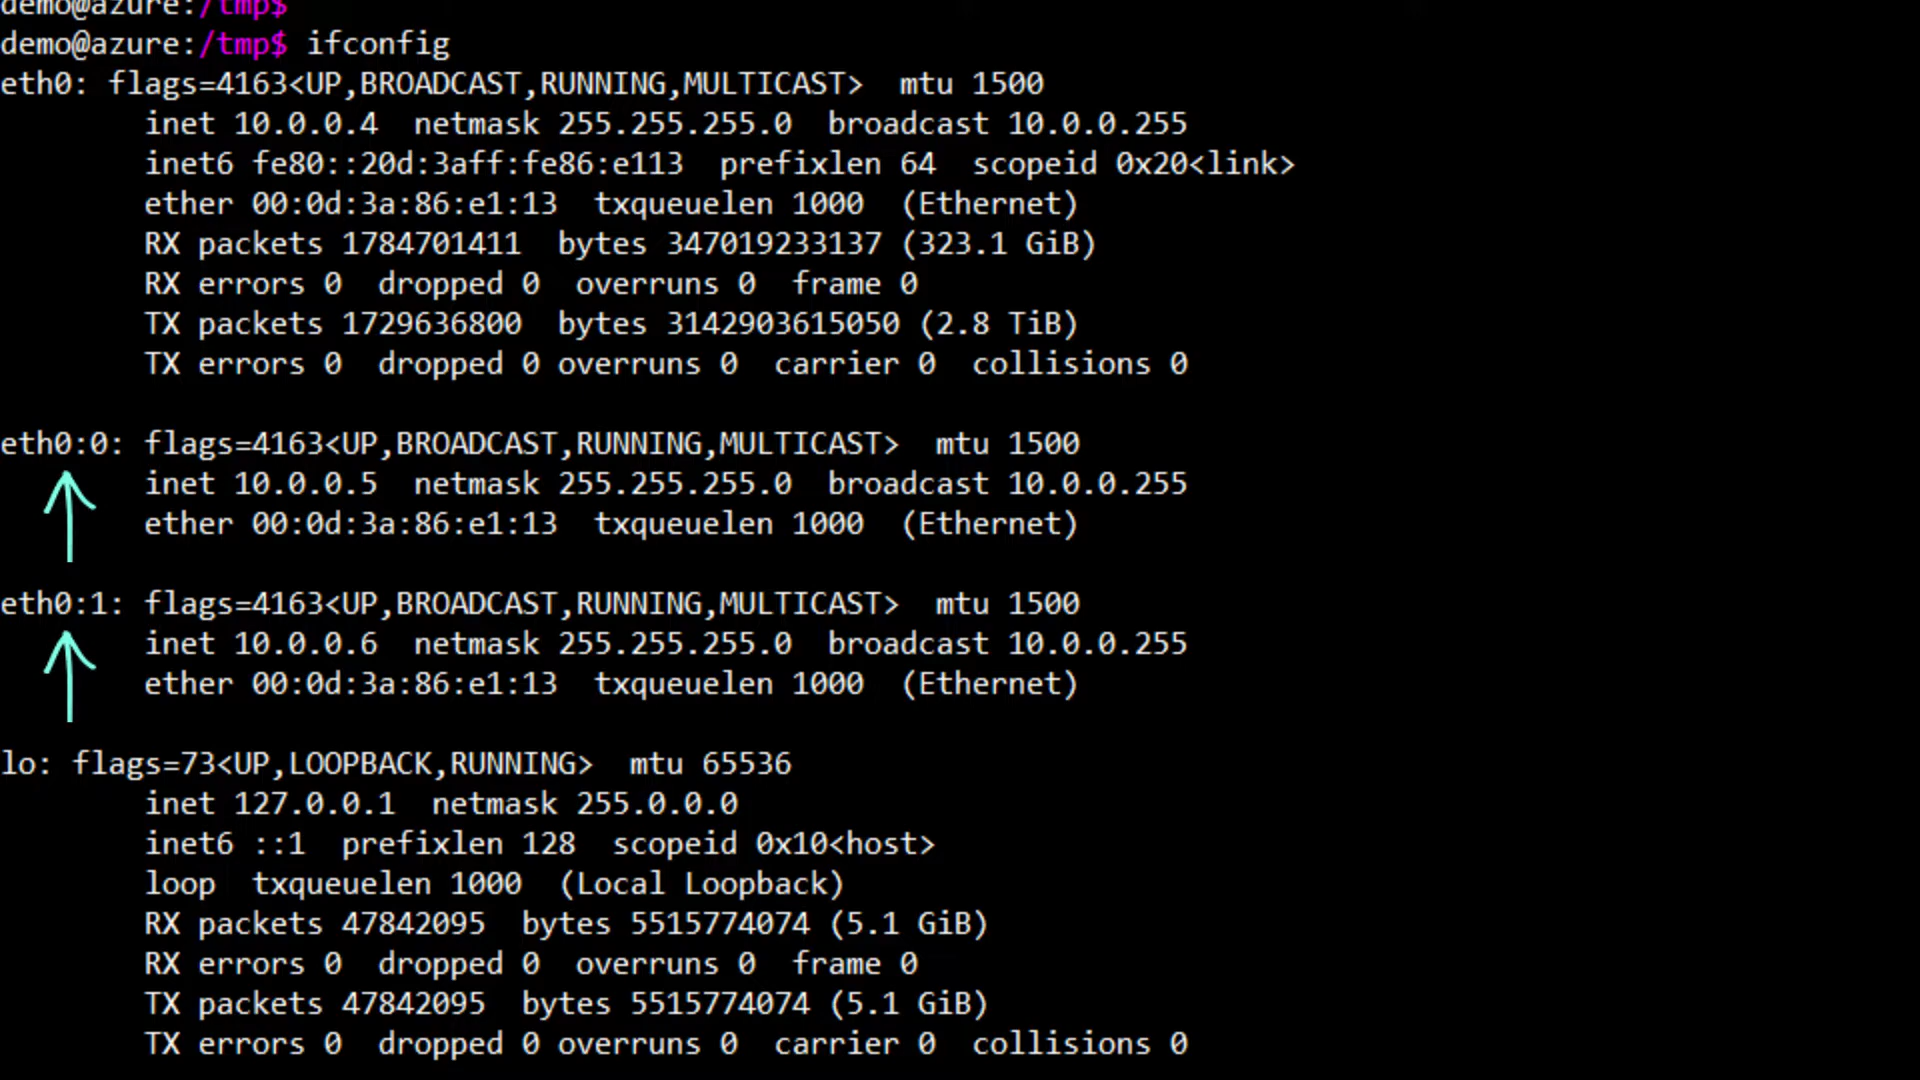 demo@azure:/tmp$
demo@azure:/tmp$ ifconfig
eth0: flags=4163<UP,BROADCAST,RUNNING,MULTICAST>  mtu 1500
        inet 10.0.0.4  netmask 255.255.255.0  broadcast 10.0.0.255
        inet6 fe80::20d:3aff:fe86:e113  prefixlen 64  scopeid 0x20<link>
        ether 00:0d:3a:86:e1:13  txqueuelen 1000  (Ethernet)
        RX packets 1784701411  bytes 347019233137 (323.1 GiB)
        RX errors 0  dropped 0  overruns 0  frame 0
        TX packets 1729636800  bytes 3142903615050 (2.8 TiB)
        TX errors 0  dropped 0 overruns 0  carrier 0  collisions 0

eth0:0: flags=4163<UP,BROADCAST,RUNNING,MULTICAST>  mtu 1500
        inet 10.0.0.5  netmask 255.255.255.0  broadcast 10.0.0.255
        ether 00:0d:3a:86:e1:13  txqueuelen 1000  (Ethernet)

eth0:1: flags=4163<UP,BROADCAST,RUNNING,MULTICAST>  mtu 1500
        inet 10.0.0.6  netmask 255.255.255.0  broadcast 10.0.0.255
        ether 00:0d:3a:86:e1:13  txqueuelen 1000  (Ethernet)

lo: flags=73<UP,LOOPBACK,RUNNING>  mtu 65536
        inet 127.0.0.1  netmask 255.0.0.0
        inet6 ::1  prefixlen 128  scopeid 0x10<host>
        loop  txqueuelen 1000  (Local Loopback)
        RX packets 47842095  bytes 5515774074 (5.1 GiB)
        RX errors 0  dropped 0  overruns 0  frame 0
        TX packets 47842095  bytes 5515774074 (5.1 GiB)
        TX errors 0  dropped 0 overruns 0  carrier 0  collisions 0